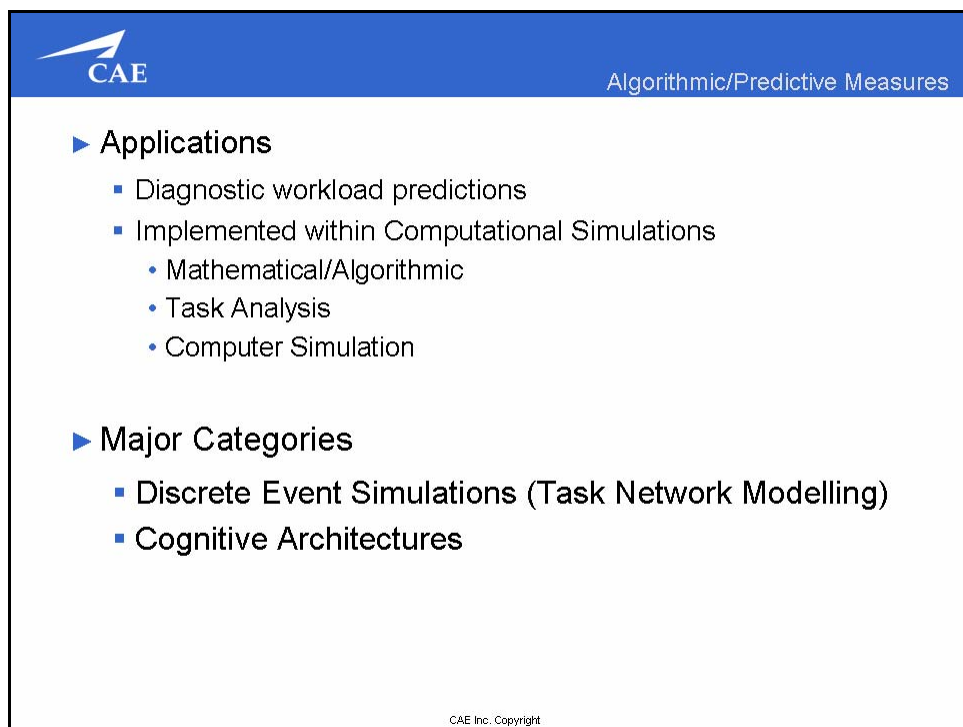 CAE
Algorithmic/Predictive Measures
► Applications
▪ Diagnostic workload predictions
▪ Implemented within Computational Simulations
• Mathematical/Algorithmic
• Task Analysis
• Computer Simulation
► Major Categories
▪ Discrete Event Simulations (Task Network Modelling)
▪ Cognitive Architectures
CAE Inc. Copyright